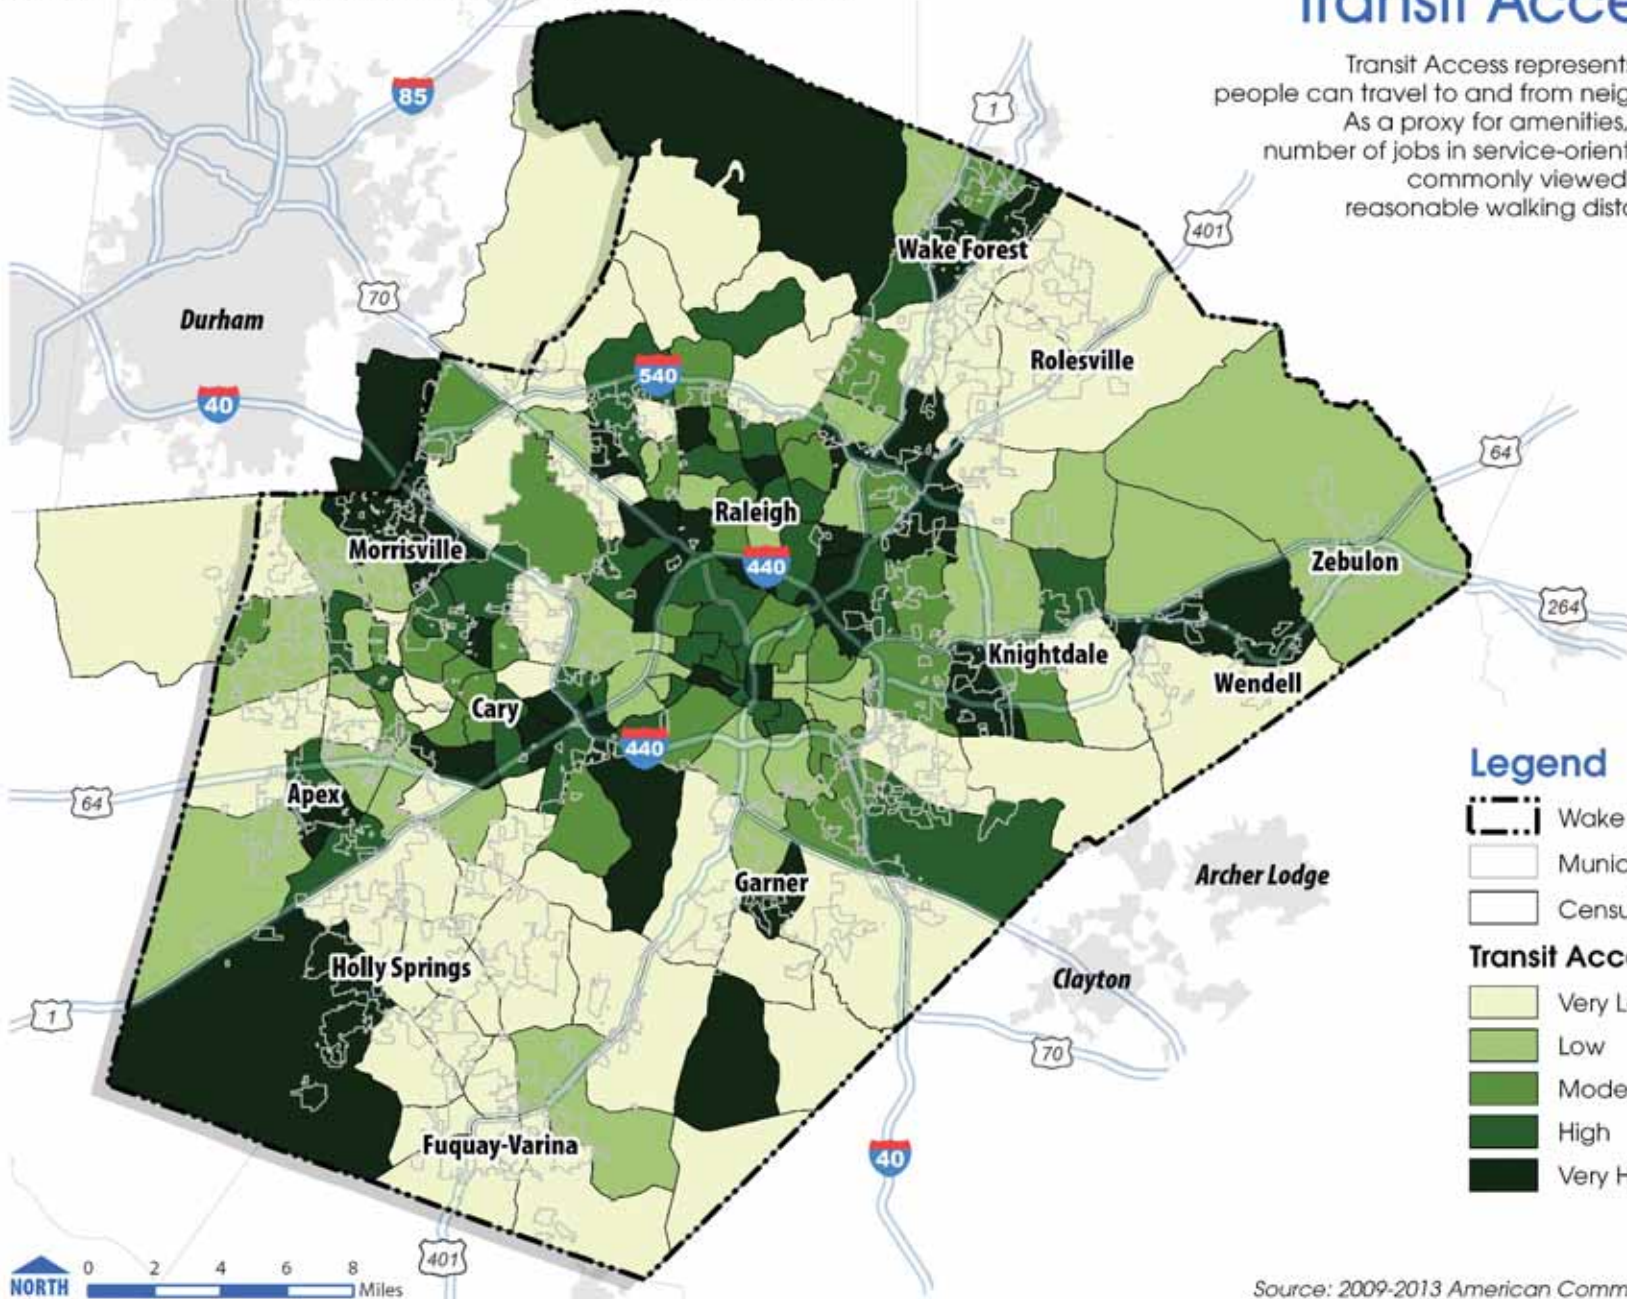 Transit Acce
Transit Access represent
people can travel to and from neig
As a proxy for amenities,
number of jobs in service-orient
commonly viewed
reasonable walking dist
85
1
401
Wake Forest
70
Durham
Rolesville
540
40
64
Raleigh
Morrisville
440
Zebulon
264
Knightdale
Wendell
Cary
440
Legend
64
Apex
Wake
Munic
Garner
Archer Lodge
Censu
Transit Acc
Holly Springs
Clayton
Very L
1
Low
70
Mode
High
Fuquay-Varina
40
Very H
401
NORTH
0 2 4 6 8
Miles
Source: 2009-2013 American Comm